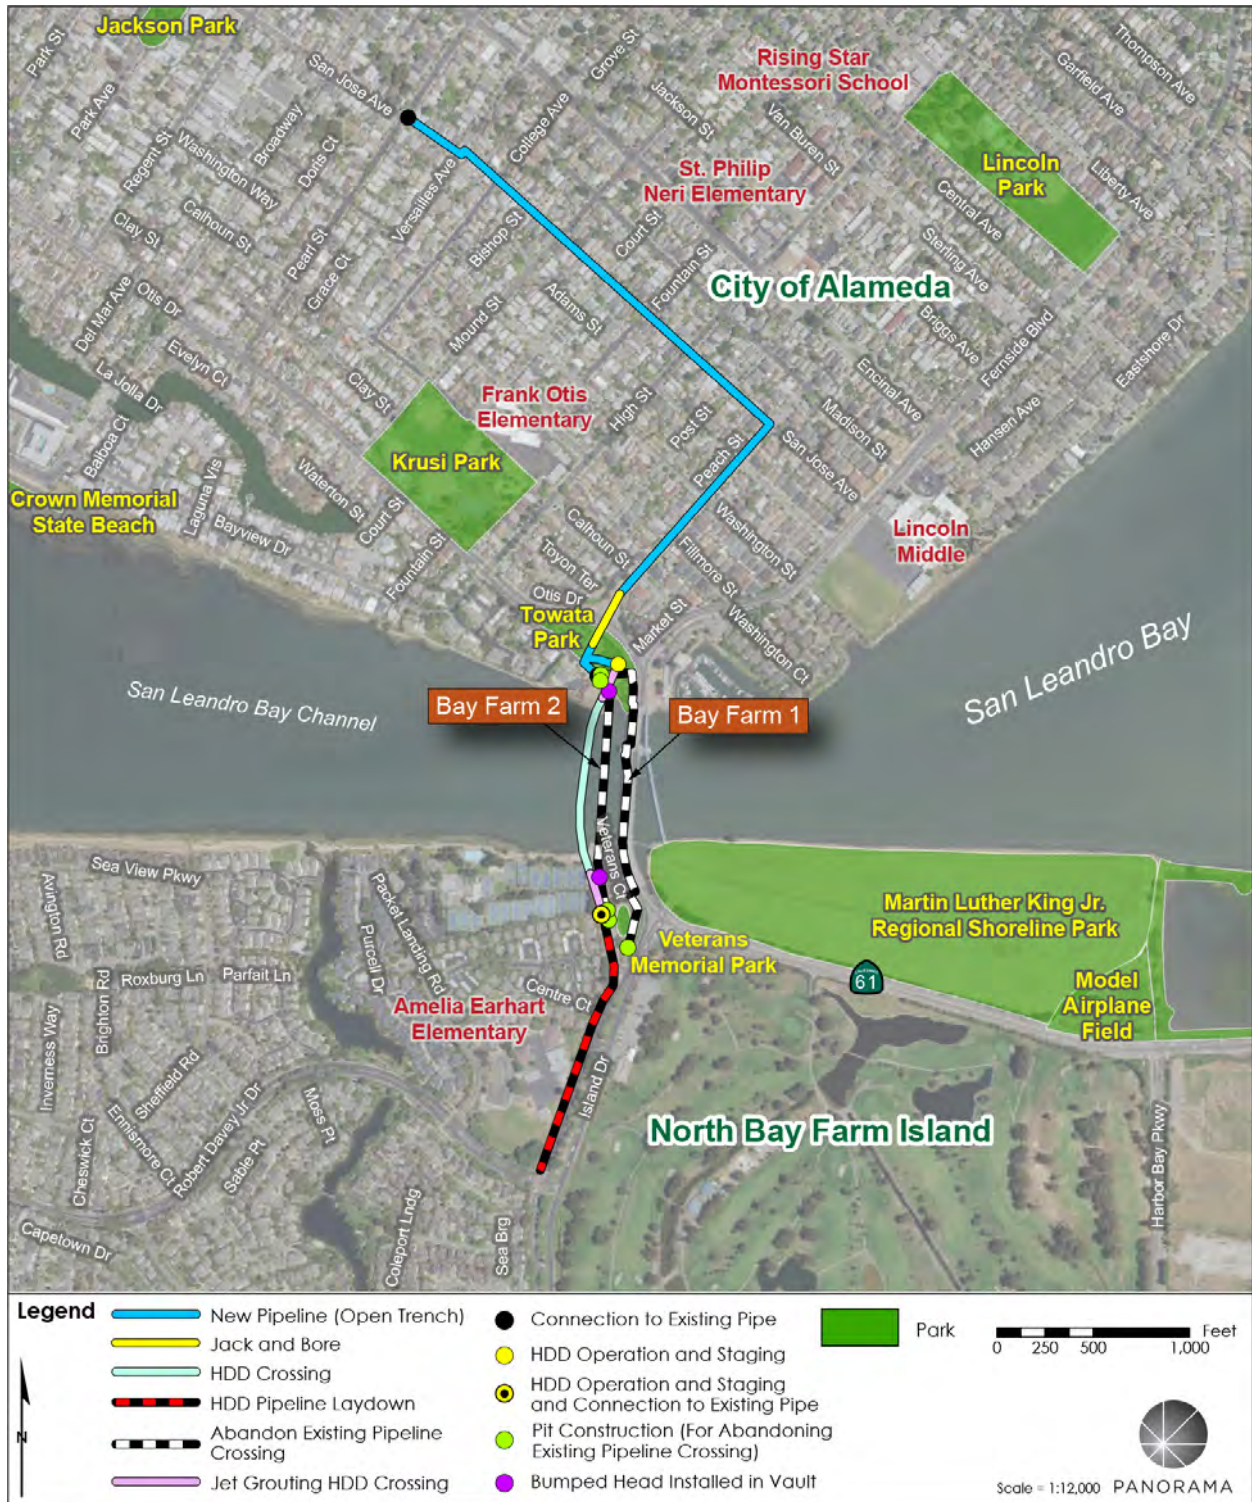 Jackson Park
Park St
San Jose Ave
Grove St
Thompson Ave
Garfield Ave
Rising Star
Montessori School
Park Ave
Broadway
College Ave
Jackson St
Van Buren St
Regent St
Washington Way
Dotis Ct
Versailles Ave
St. Philip
Neri Elementary
Lincoln
Park
Liberty Ave
Central Ave
Clay St
Calhoun St
Pearl St
Grace Ct
Bishop St
Court St
Fountain St
Sterling Ave
City of Alameda
Del Mar Ave
Otis Dr
Evelyn Ct
Mound St
Adams St
Briggs Ave
Fernside Blvd
Eastshore Dr
La Jolla Dr
Clay St
Frank Otis
Elementary
High St
Post St
Peach St
Encinal Ave
Madison St
Hansen Ave
San Jose Ave
Balboa Ct
Krusi Park
Crown Memorial
State Beach
Laguna Vis
Bayview Dr
Waterton St
Court St
Fountain St
Calhoun St
Toyon Ter
Otis Dr
Fillmore St
Washington St
Lincoln
Middle
Towata
Park
Market St
Washington Ct
San Leandro Bay Channel
San Leandro Bay
Bay Farm 2
Bay Farm 1
Veterans Ct
Sea View Pkwy
Avington Rd
Packet Landing Rd
Purcell Dr
Roxburg Ln
Parfait Ln
Brighton Rd
Inverness Way
Centre Ct
Veterans
Memorial Park
Martin Luther King Jr.
Regional Shoreline Park
61
Model
Airplane
Field
Amelia Earhart
Elementary
Sheffield Rd
Ennismore Ct
Robert Davey Jr Dr
Moss Pt
Sable Pt
Cheswick Ct
Capetown Dr
Coleport Lndg
Sea Brg
Island Dr
North Bay Farm Island
Harbor Bay Pkwy
Legend
New Pipeline (Open Trench)
Jack and Bore
HDD Crossing
HDD Pipeline Laydown
Abandon Existing Pipeline
Crossing
Jet Grouting HDD Crossing
Connection to Existing Pipe
HDD Operation and Staging
HDD Operation and Staging
and Connection to Existing Pipe
Pit Construction (For Abandoning
Existing Pipeline Crossing)
Bumped Head Installed in Vault
Park
Feet
0 250 500 1,000
N
Scale = 1:12,000
PANORAMA